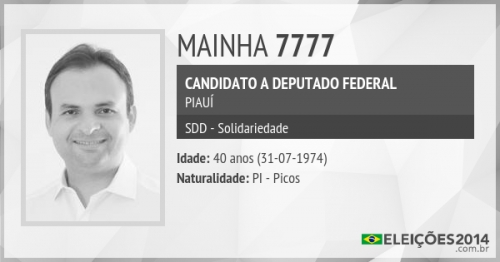 MAINHA 7777
CANDIDATO A DEPUTADO FEDERAL
PIAUÍ
SDD - Solidariedade
Idade: 40 anos (31-07-1974)
Naturalidade: PI - Picos
ELEIÇÕES2014
.com.br